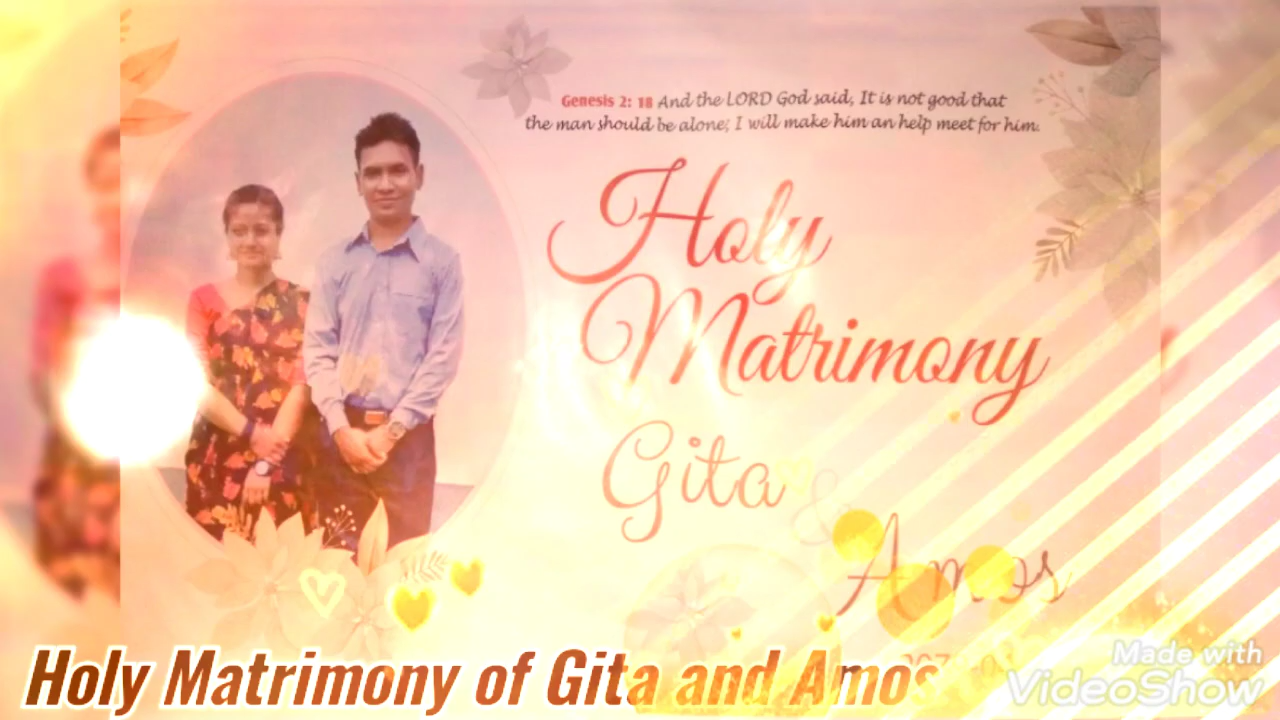 Genesis 2: 18 And the LORD God said, It is not good that
the man should be alone; I will make him an help meet for him.
Holy
Matrimony
Gita
&
Amos
Holy Matrimony of Gita and Amos
Made with
VideoShow